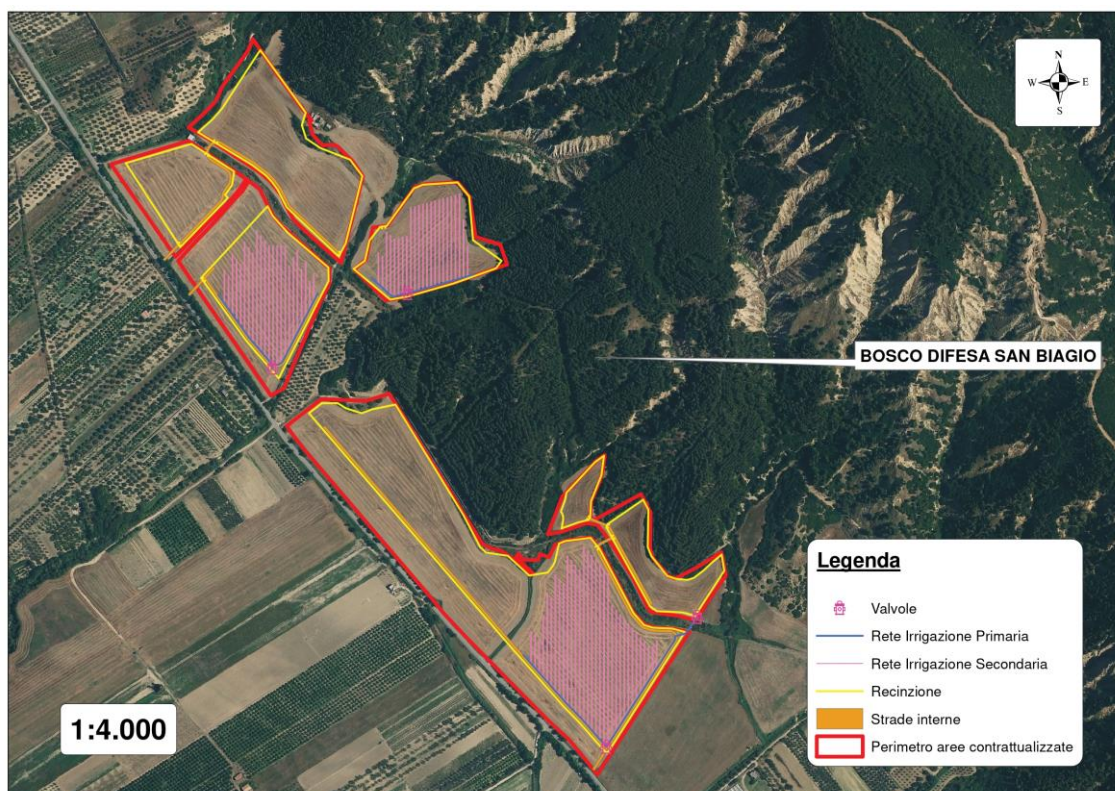 N
W E
S
BOSCO DIFESA SAN BIAGIO
Legenda
Valvole
Rete Irrigazione Primaria
Rete Irrigazione Secondaria
Recinzione
Strade interne
Perimetro aree contrattualizzate
1:4.000